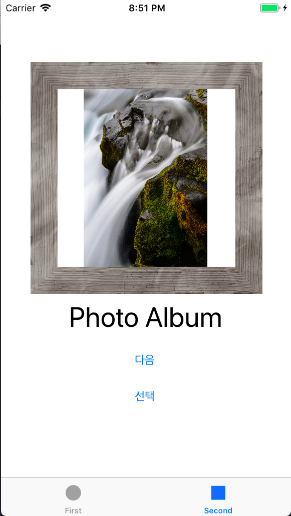 Carrier 8:51 PM
Photo Album
다음
선택
First Second